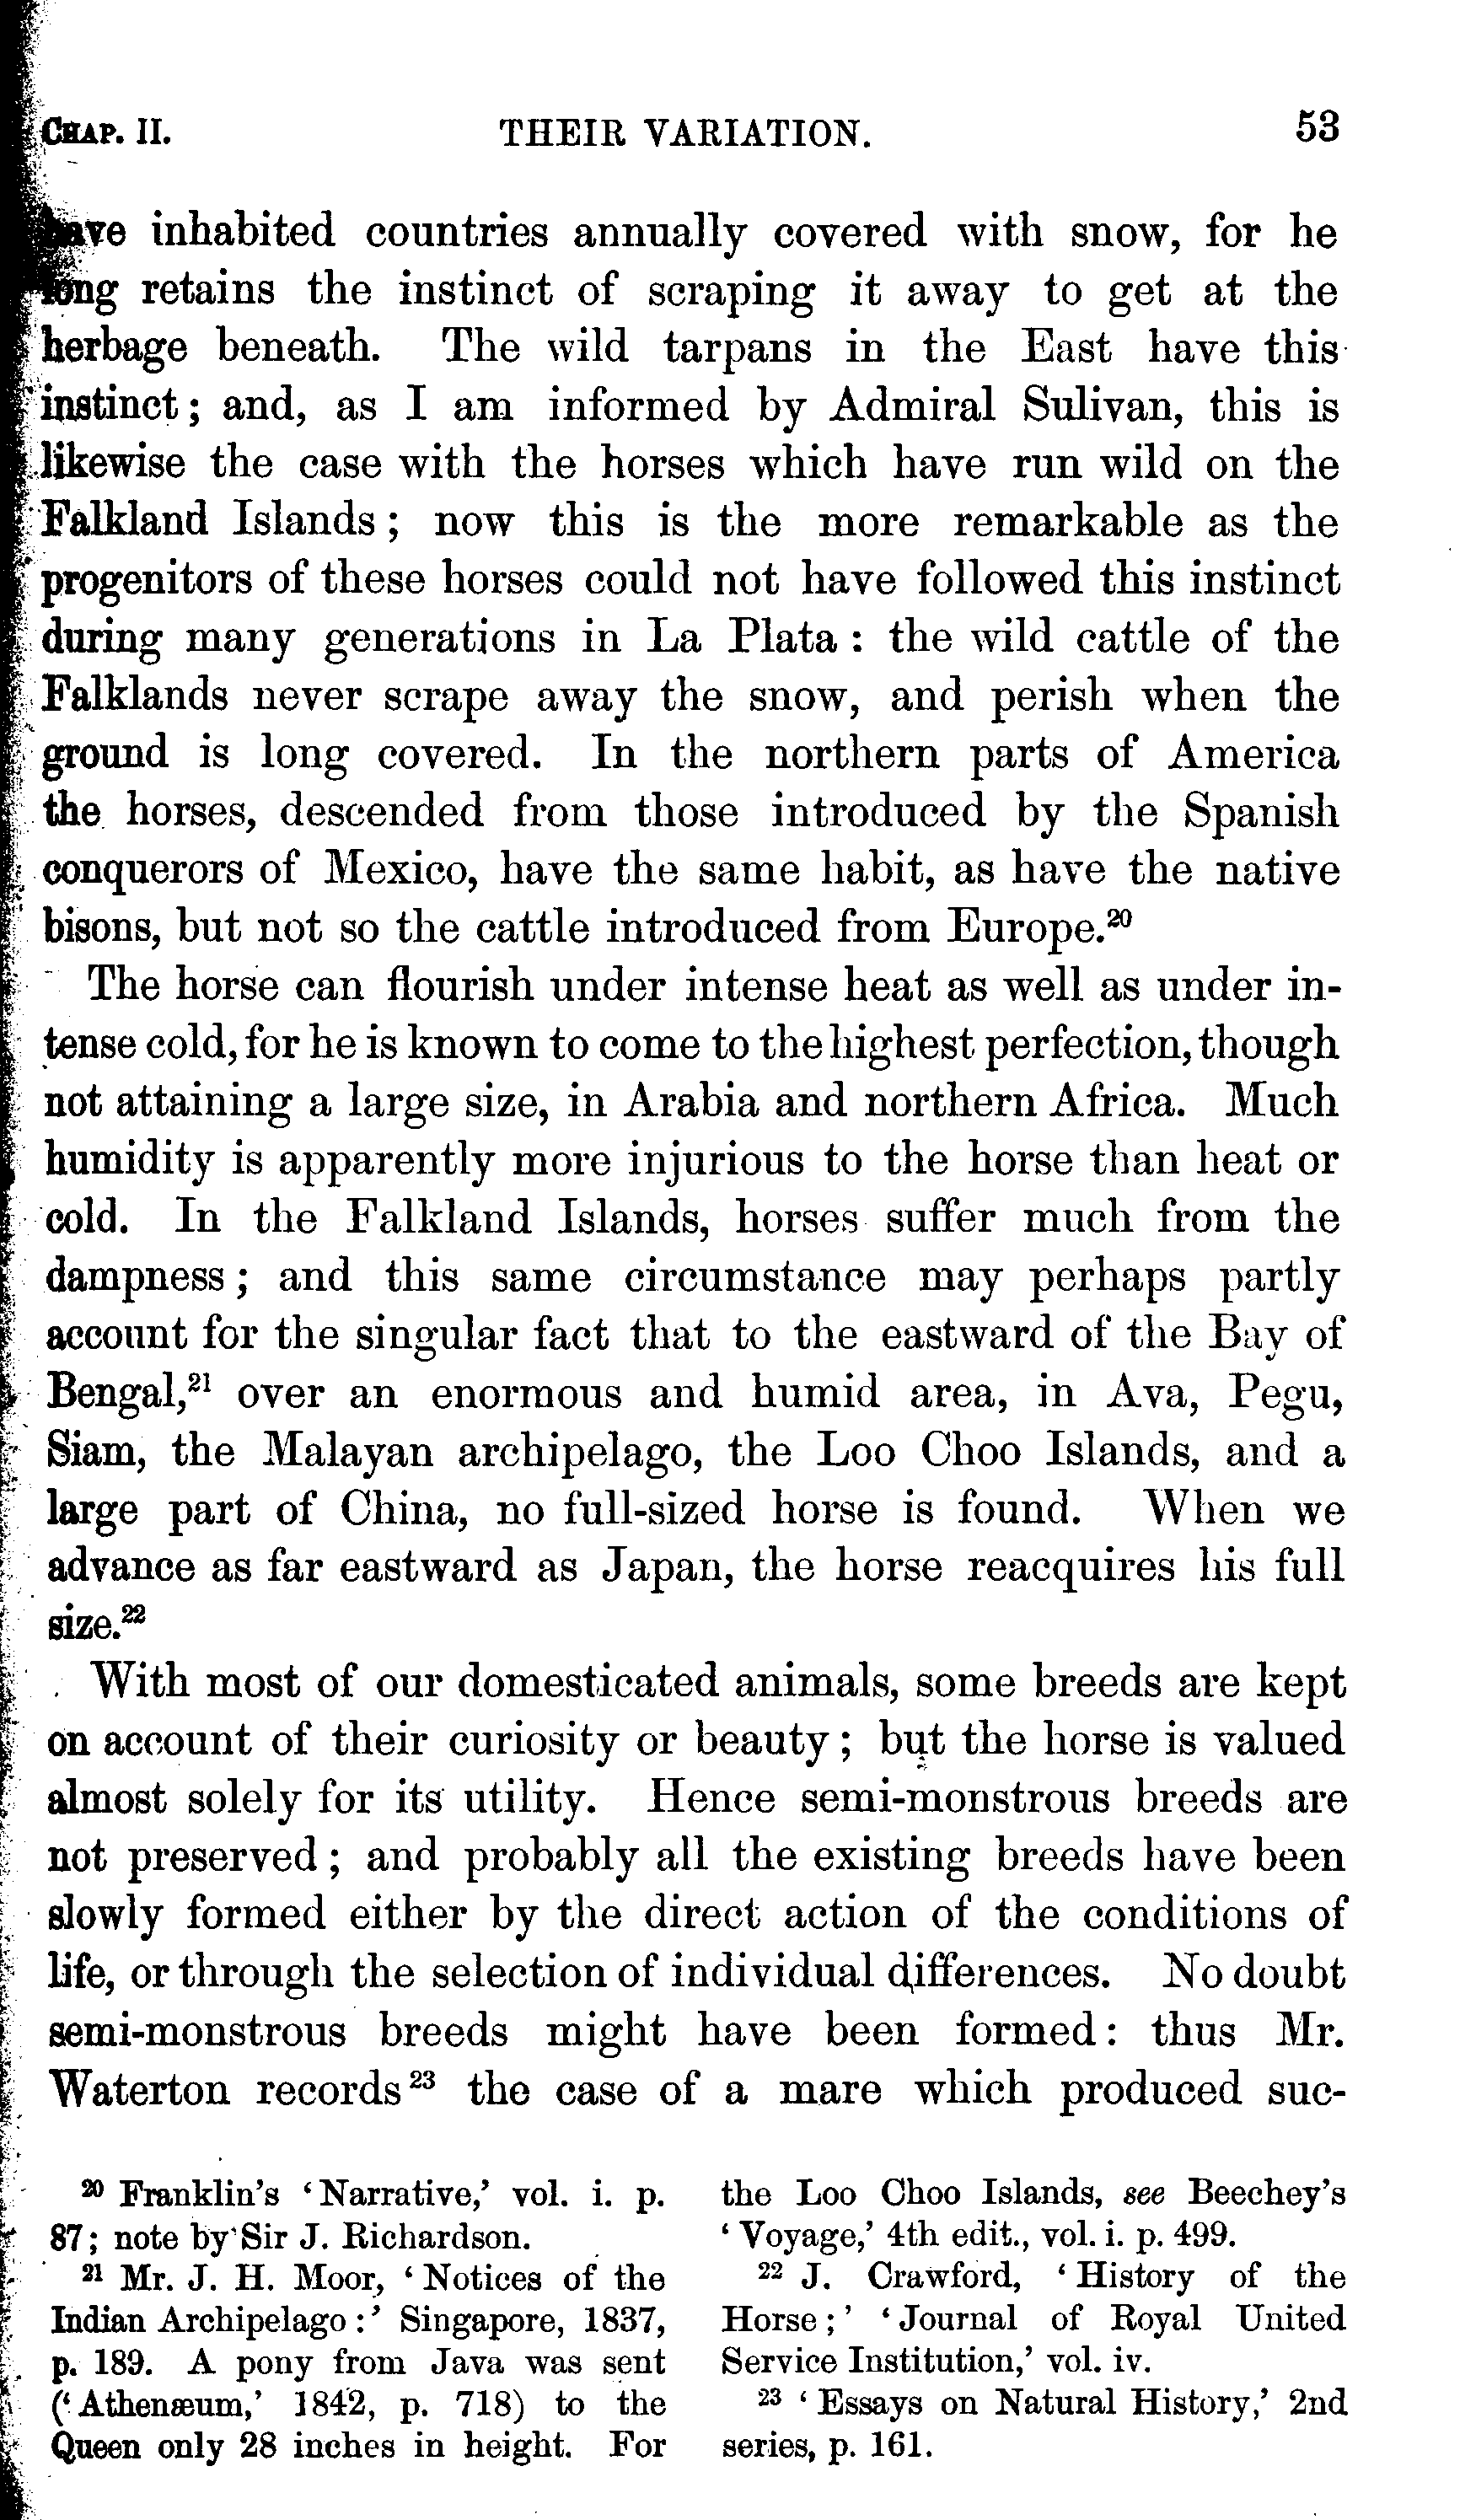 CHAP. II. THEIR VARIATION. 53
have inhabited countries annually covered with snow, for he
long retains the instinct of scraping it away to get at the
herbage beneath. The wild tarpans in the East have this
instinct; and, as I am informed by Admiral Sulivan, this is
likewise the case with the horses which have run wild on the
Falkland Islands; now this is the more remarkable as the
progenitors of these horses could not have followed this instinct
during many generations in La Plata: the wild cattle of the
Falklands never scrape away the snow, and perish when the
ground is long covered. In the northern parts of America
the horses, descended from those introduced by the Spanish
conquerors of Mexico, have the same habit, as have the native
bisons, but not so the cattle introduced from Europe.²⁰
The horse can flourish under intense heat as well as under in-
tense cold, for he is known to come to the highest perfection, though
not attaining a large size, in Arabia and northern Africa. Much
humidity is apparently more injurious to the horse than heat or
cold. In the Falkland Islands, horses suffer much from the
dampness; and this same circumstance may perhaps partly
account for the singular fact that to the eastward of the Bay of
Bengal,²¹ over an enormous and humid area, in Ava, Pegu,
Siam, the Malayan archipelago, the Loo Choo Islands, and a
large part of China, no full-sized horse is found. When we
advance as far eastward as Japan, the horse reacquires his full
size.²²
With most of our domesticated animals, some breeds are kept
on account of their curiosity or beauty; but the horse is valued
almost solely for its utility. Hence semi-monstrous breeds are
not preserved; and probably all the existing breeds have been
slowly formed either by the direct action of the conditions of
life, or through the selection of individual differences. No doubt
semi-monstrous breeds might have been formed: thus Mr.
Waterton records²³ the case of a mare which produced suc-
²⁰ Franklin's 'Narrative,' vol. i. p.
87; note by Sir J. Richardson.
²¹ Mr. J. H. Moor, 'Notices of the
Indian Archipelago:' Singapore, 1837,
p. 189. A pony from Java was sent
('Athenæum,' 1842, p. 718) to the
Queen only 28 inches in height. For
the Loo Choo Islands, see Beechey's
'Voyage,' 4th edit., vol. i. p. 499.
²² J. Crawford, 'History of the
Horse;' 'Journal of Royal United
Service Institution,' vol. iv.
²³ 'Essays on Natural History,' 2nd
series, p. 161.